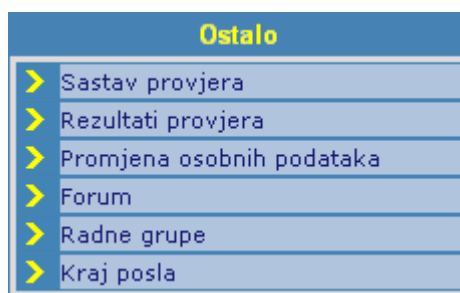 Ostalo
Sastav provjera
Rezultati provjera
Promjena osobnih podataka
Forum
Radne grupe
Kraj posla